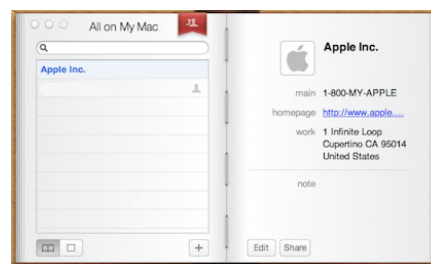 All on My Mac
Apple Inc.
Apple Inc.
main 1-800-MY-APPLE
homepage http://www.apple....
work 1 Infinite Loop
Cupertino CA 95014
United States
note
Edit Share